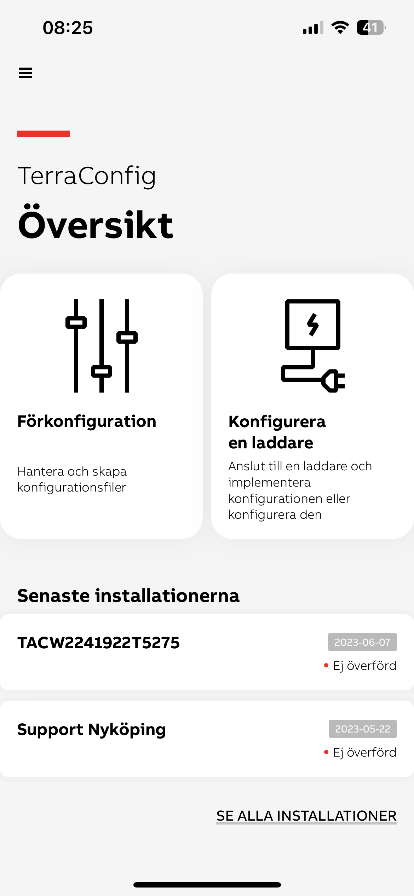 08:25
41
TerraConfig
Översikt
Förkonfiguration
Hantera och skapa
konfigurationsfiler
Konfigurera
en laddare
Anslut till en laddare och
implementera
konfigurationen eller
konfigurera den
Senaste installationerna
TACW2241922T5275
2023-06-07
Ej överförd
Support Nyköping
2023-05-22
Ej överförd
SE ALLA INSTALLATIONER